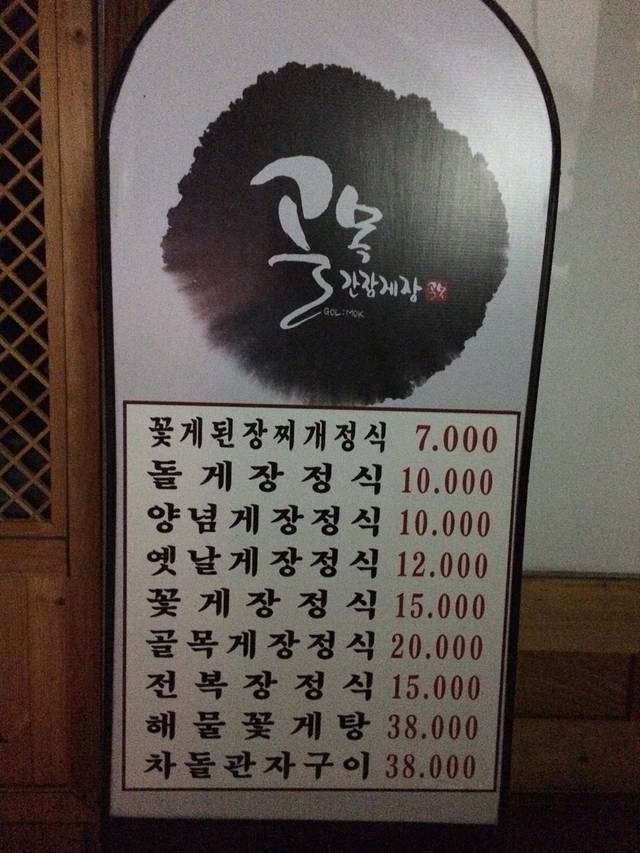 골목
간장게장 골목
GOL:MOK
꽃게된장찌개정식 7.000
돌게장정식 10.000
양념게장정식 10.000
옛날게장정식 12.000
꽃게장정식 15.000
골목게장정식 20.000
전복장정식 15.000
해물꽃게탕 38.000
차돌관자구이 38.000